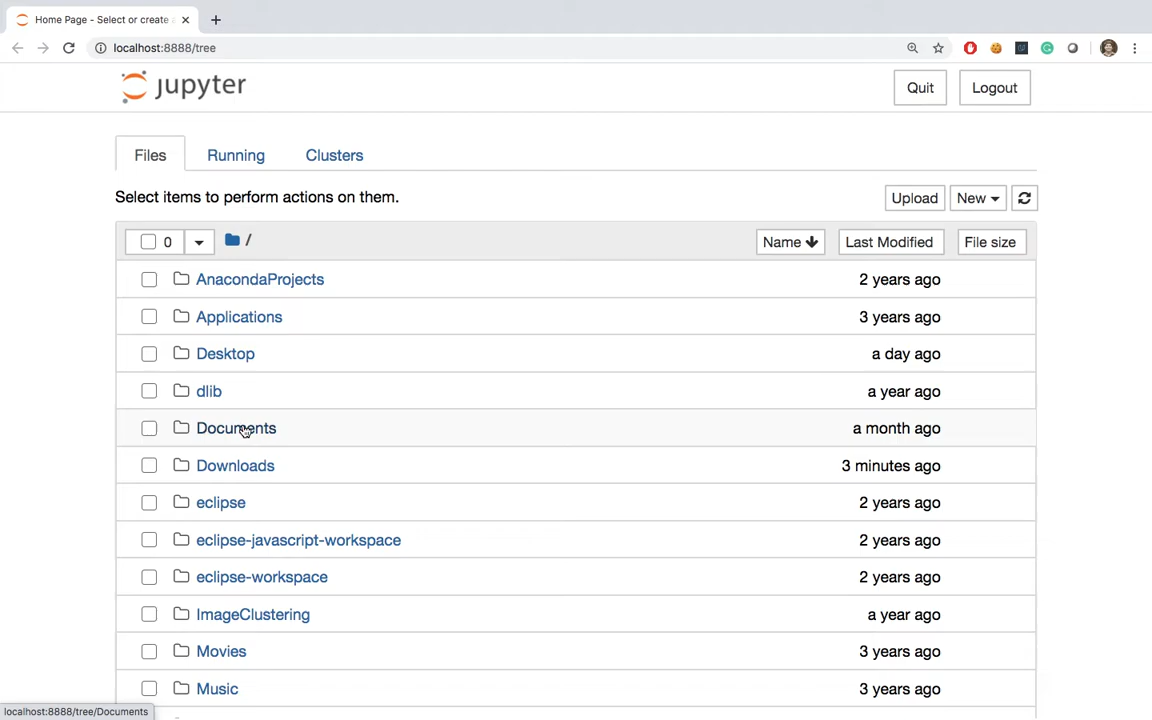 Home Page - Select or create
localhost:8888/tree
jupyter
Quit
Logout
Files
Running
Clusters
Select items to perform actions on them.
Upload
New
0
/
Name
Last Modified
File size
AnacondaProjects
2 years ago
Applications
3 years ago
Desktop
a day ago
dlib
a year ago
Documents
a month ago
Downloads
3 minutes ago
eclipse
2 years ago
eclipse-javascript-workspace
2 years ago
eclipse-workspace
2 years ago
ImageClustering
a year ago
Movies
3 years ago
Music
3 years ago
localhost:8888/tree/Documents